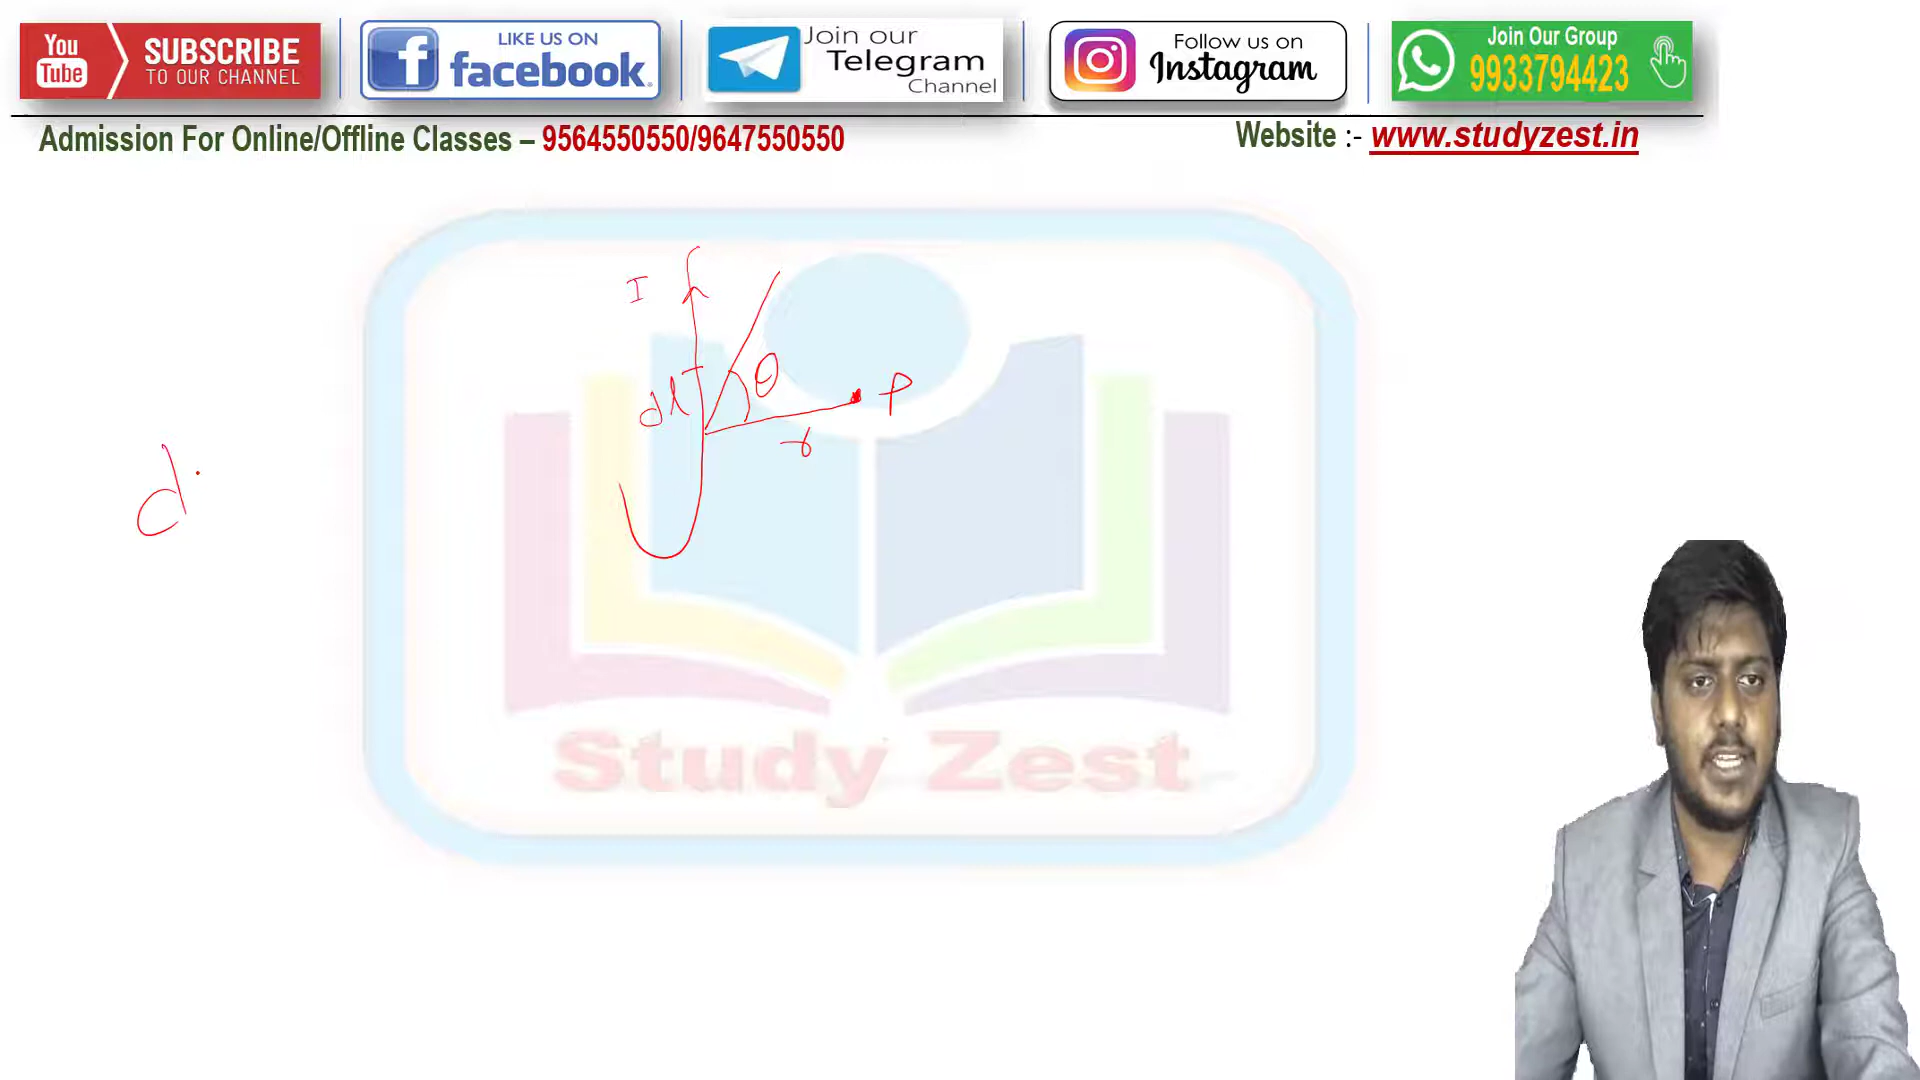 You Tube SUBSCRIBE TO OUR CHANNEL
LIKE US ON facebook.
Join our Telegram Channel
Follow us on Instagram
Join Our Group 9933794423
Admission For Online/Offline Classes – 9564550550/9647550550
Website :- www.studyzest.in
I
θ
dl
P
r
d
Study Zest